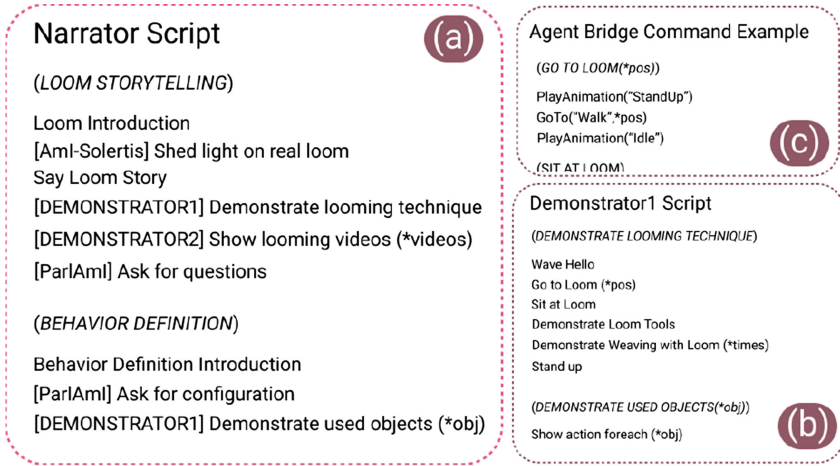 Narrator Script
(a)
(LOOM STORYTELLING)
Loom Introduction
[AmI-Solertis] Shed light on real loom
Say Loom Story
[DEMONSTRATOR1] Demonstrate looming technique
[DEMONSTRATOR2] Show looming videos (*videos)
[ParlAmI] Ask for questions
(BEHAVIOR DEFINITION)
Behavior Definition Introduction
[ParlAmI] Ask for configuration
[DEMONSTRATOR1] Demonstrate used objects (*obj)
Agent Bridge Command Example
(GO TO LOOM(*pos))
PlayAnimation("StandUp")
GoTo("Walk",*pos)
PlayAnimation("Idle")
(c)
(SIT AT LOOM)
Demonstrator1 Script
(DEMONSTRATE LOOMING TECHNIQUE)
Wave Hello
Go to Loom (*pos)
Sit at Loom
Demonstrate Loom Tools
Demonstrate Weaving with Loom (*times)
Stand up
(DEMONSTRATE USED OBJECTS(*obj))
Show action foreach (*obj)
(b)